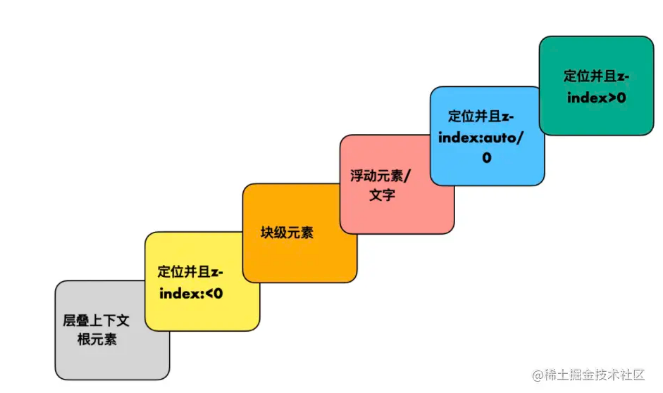 定位并且z-
index>0
定位并且z-
index:auto/
0
浮动元素/
文字
块级元素
定位并且z-
index:<0
层叠上下文
根元素
@稀土掘金技术社区